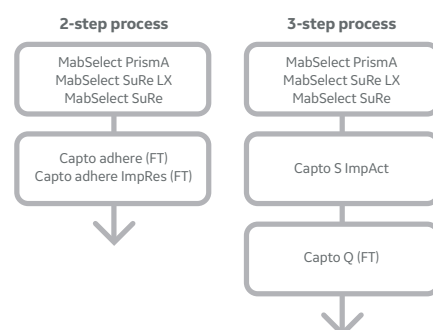 2-step process
MabSelect PrismA
MabSelect SuRe LX
MabSelect SuRe
Capto adhere (FT)
Capto adhere ImpRes (FT)
3-step process
MabSelect PrismA
MabSelect SuRe LX
MabSelect SuRe
Capto S ImpAct
Capto Q (FT)